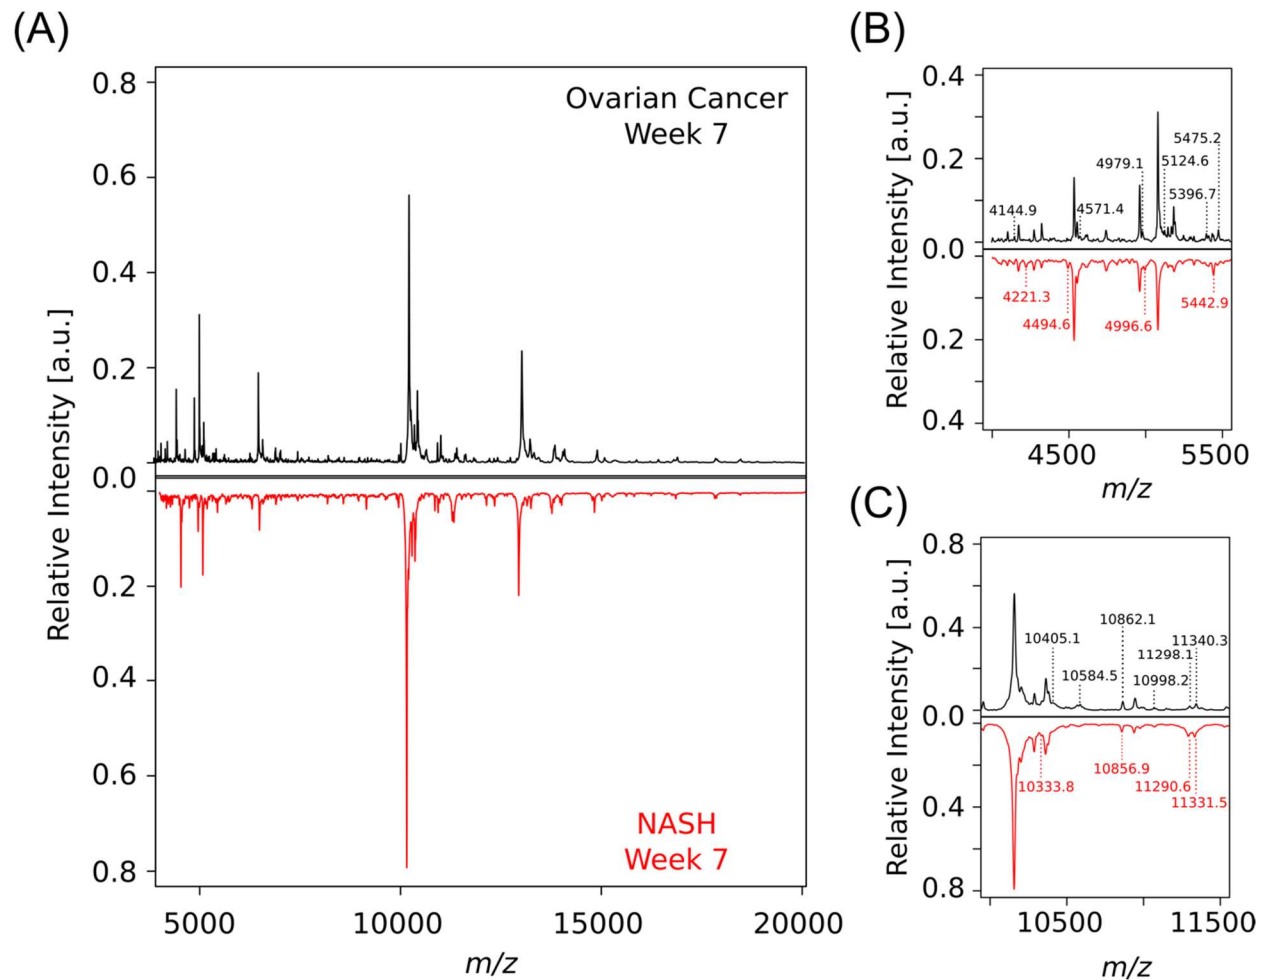 (A)
Relative Intensity [a.u.]
0.8
0.6
0.4
0.2
0.0
0.2
0.4
0.6
0.8
Ovarian Cancer
Week 7
NASH
Week 7
5000 10000 15000 20000
m/z
(B)
Relative Intensity [a.u.]
0.4
0.2
0.0
0.2
0.4
4144.9
4571.4
4979.1
5124.6
5396.7
5475.2
4221.3
4494.6
4996.6
5442.9
4500 5500
m/z
(C)
Relative Intensity [a.u.]
0.8
0.4
0.0
0.4
0.8
10405.1
10584.5
10862.1
10998.2
11298.1
11340.3
10333.8
10856.9
11290.6
11331.5
10500 11500
m/z